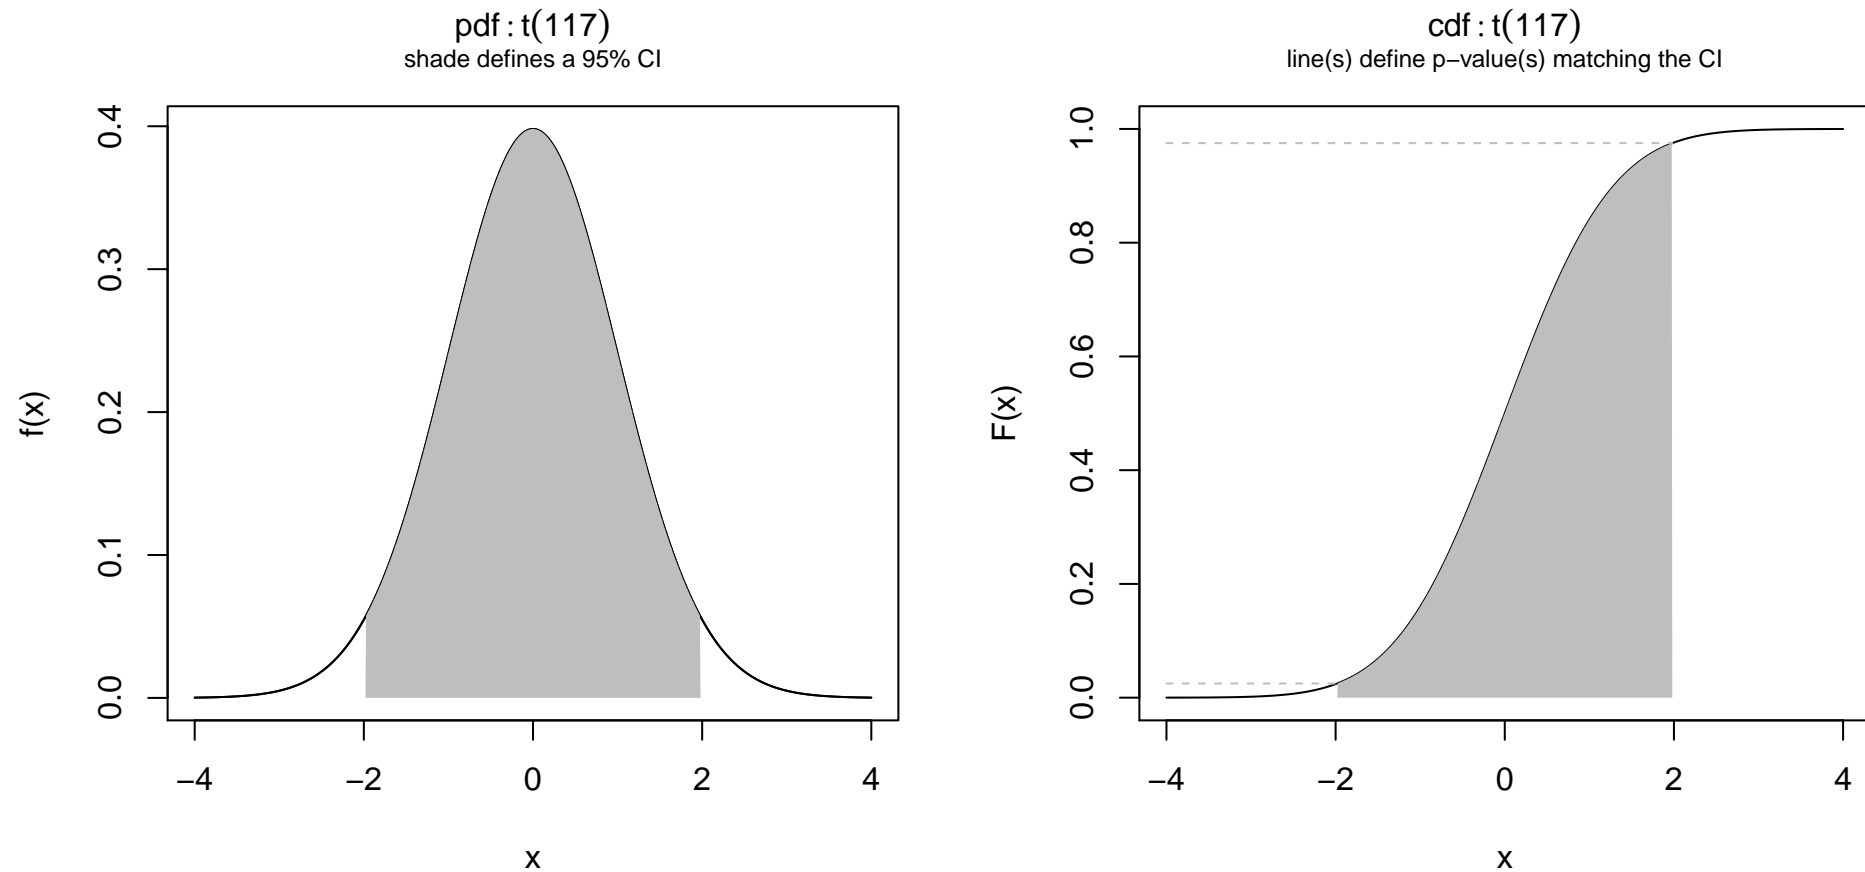 pdf : t(117)
shade defines a 95% CI
f(x)
0.4
0.3
0.2
0.1
0.0
−4 −2 0 2 4
x
cdf : t(117)
line(s) define p−value(s) matching the CI
F(x)
1.0
0.8
0.6
0.4
0.2
0.0
−4 −2 0 2 4
x